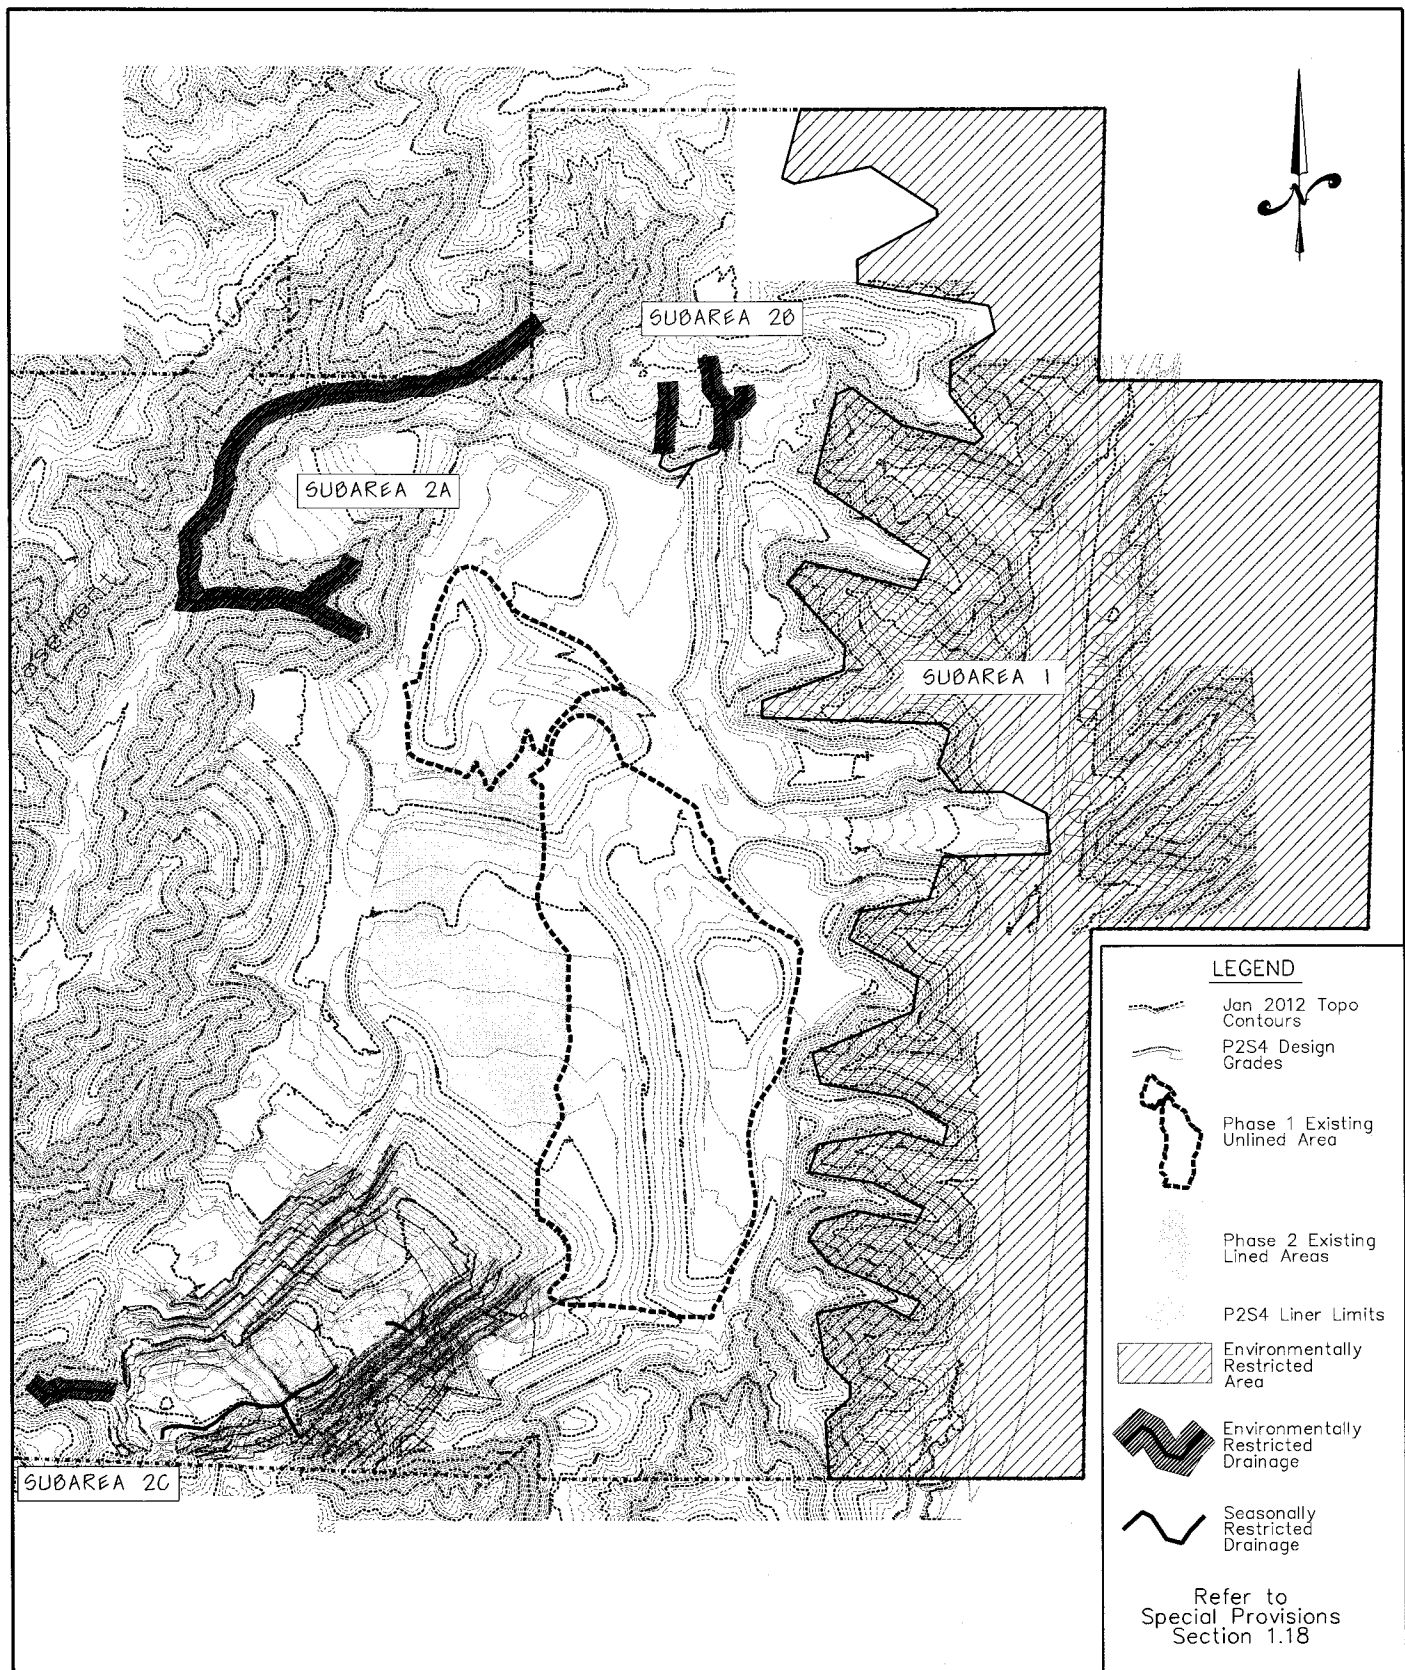 SUBAREA 2B
SUBAREA 2A
SUBAREA 1
SUBAREA 2C
LEGEND
Jan 2012 Topo
Contours
P2S4 Design
Grades
Phase 1 Existing
Unlined Area
Phase 2 Existing
Lined Areas
P2S4 Liner Limits
Environmentally
Restricted
Area
Environmentally
Restricted
Drainage
Seasonally
Restricted
Drainage
Refer to
Special Provisions
Section 1.18